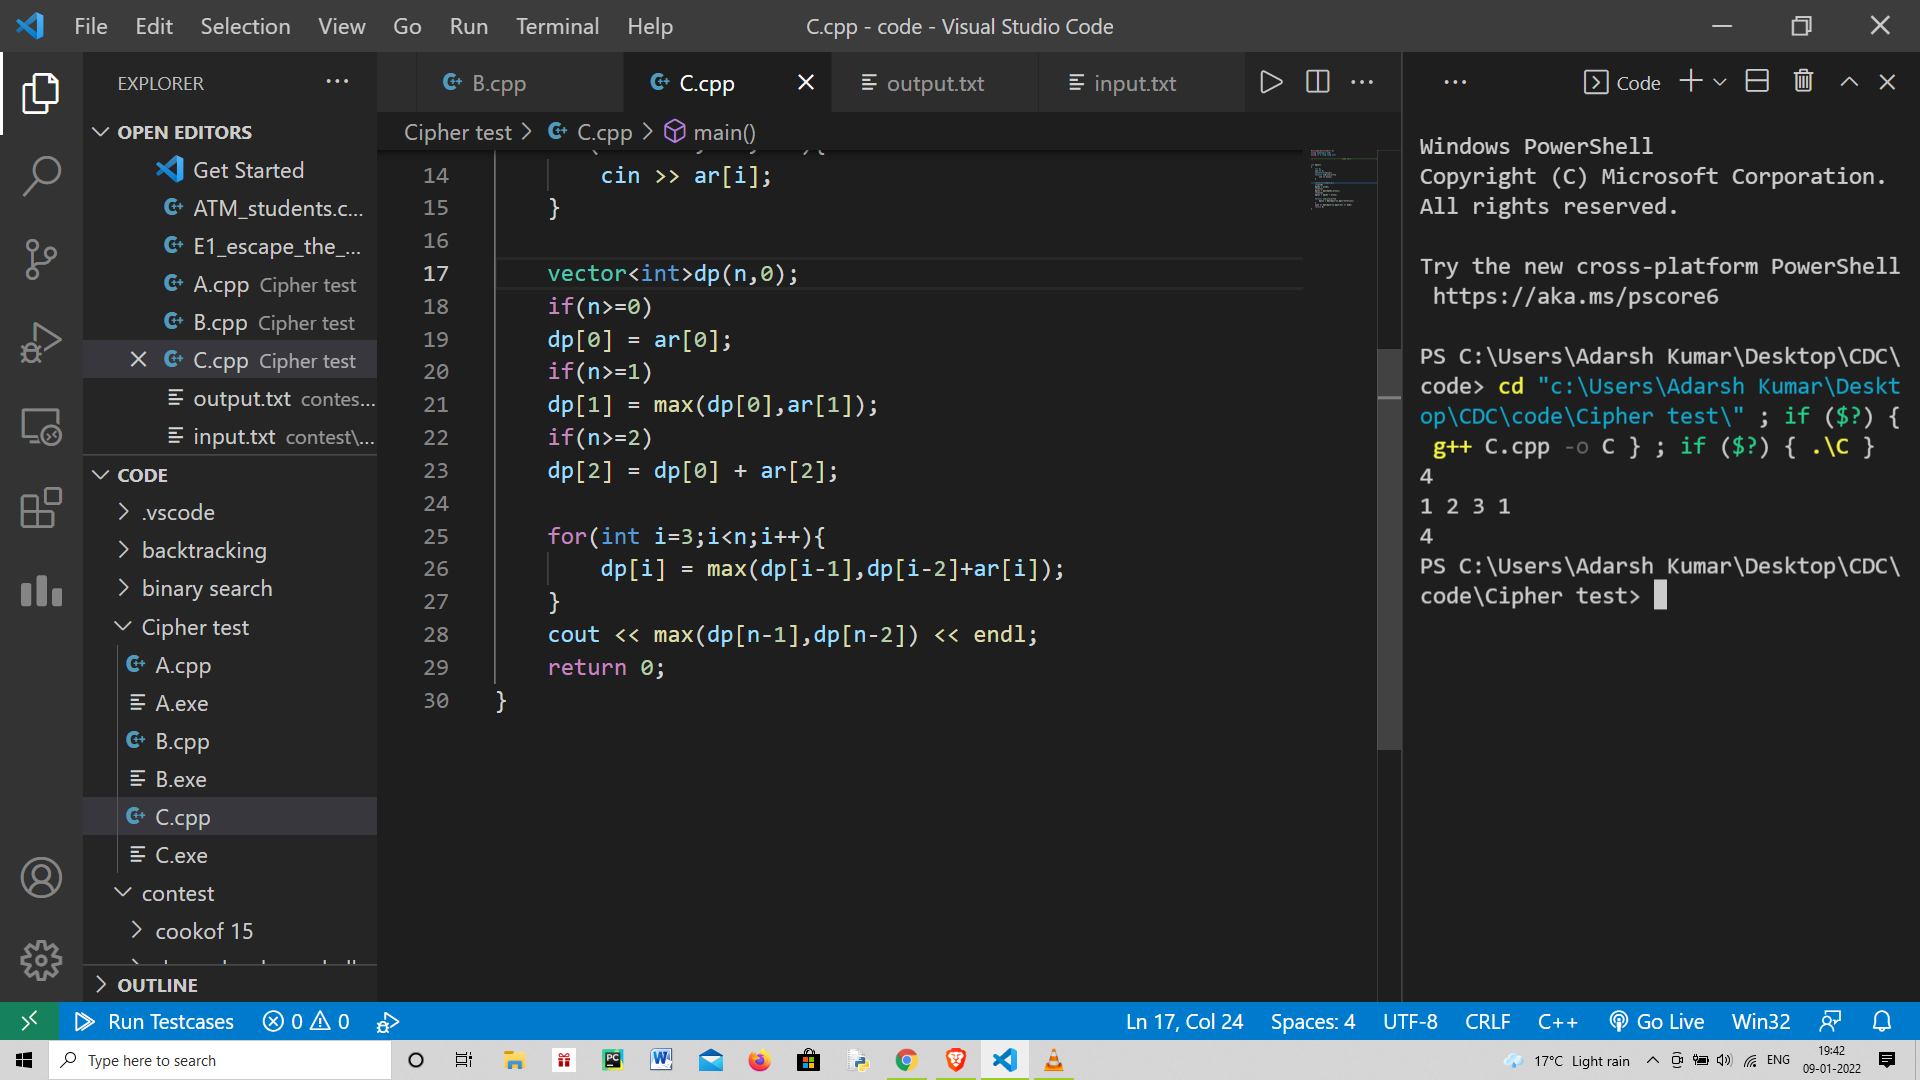 File Edit Selection View Go Run Terminal Help
C.cpp - code - Visual Studio Code
EXPLORER
OPEN EDITORS
Get Started
ATM_students.c...
E1_escape_the_...
A.cpp Cipher test
B.cpp Cipher test
C.cpp Cipher test
output.txt contes...
input.txt contest\...
CODE
.vscode
backtracking
binary search
Cipher test
A.cpp
A.exe
B.cpp
B.exe
C.cpp
C.exe
contest
cookof 15
OUTLINE
B.cpp
C.cpp
output.txt
input.txt
Cipher test > C.cpp > main()
14 cin >> ar[i];
15 }
16
17 vector<int>dp(n,0);
18 if(n>=0)
19 dp[0] = ar[0];
20 if(n>=1)
21 dp[1] = max(dp[0],ar[1]);
22 if(n>=2)
23 dp[2] = dp[0] + ar[2];
24
25 for(int i=3;i<n;i++){
26 dp[i] = max(dp[i-1],dp[i-2]+ar[i]);
27 }
28 cout << max(dp[n-1],dp[n-2]) << endl;
29 return 0;
30 }
Code
Windows PowerShell
Copyright (C) Microsoft Corporation.
All rights reserved.
Try the new cross-platform PowerShell
https://aka.ms/pscore6
PS C:\Users\Adarsh Kumar\Desktop\CDC\
code> cd "c:\Users\Adarsh Kumar\Deskt
op\CDC\code\Cipher test\" ; if ($?) {
g++ C.cpp -o C } ; if ($?) { .\C }
4
1 2 3 1
4
PS C:\Users\Adarsh Kumar\Desktop\CDC\
code\Cipher test>
Run Testcases 0 0
Ln 17, Col 24 Spaces: 4 UTF-8 CRLF C++ Go Live Win32
Type here to search
PC
W
17°C Light rain
ENG
19:42
09-01-2022